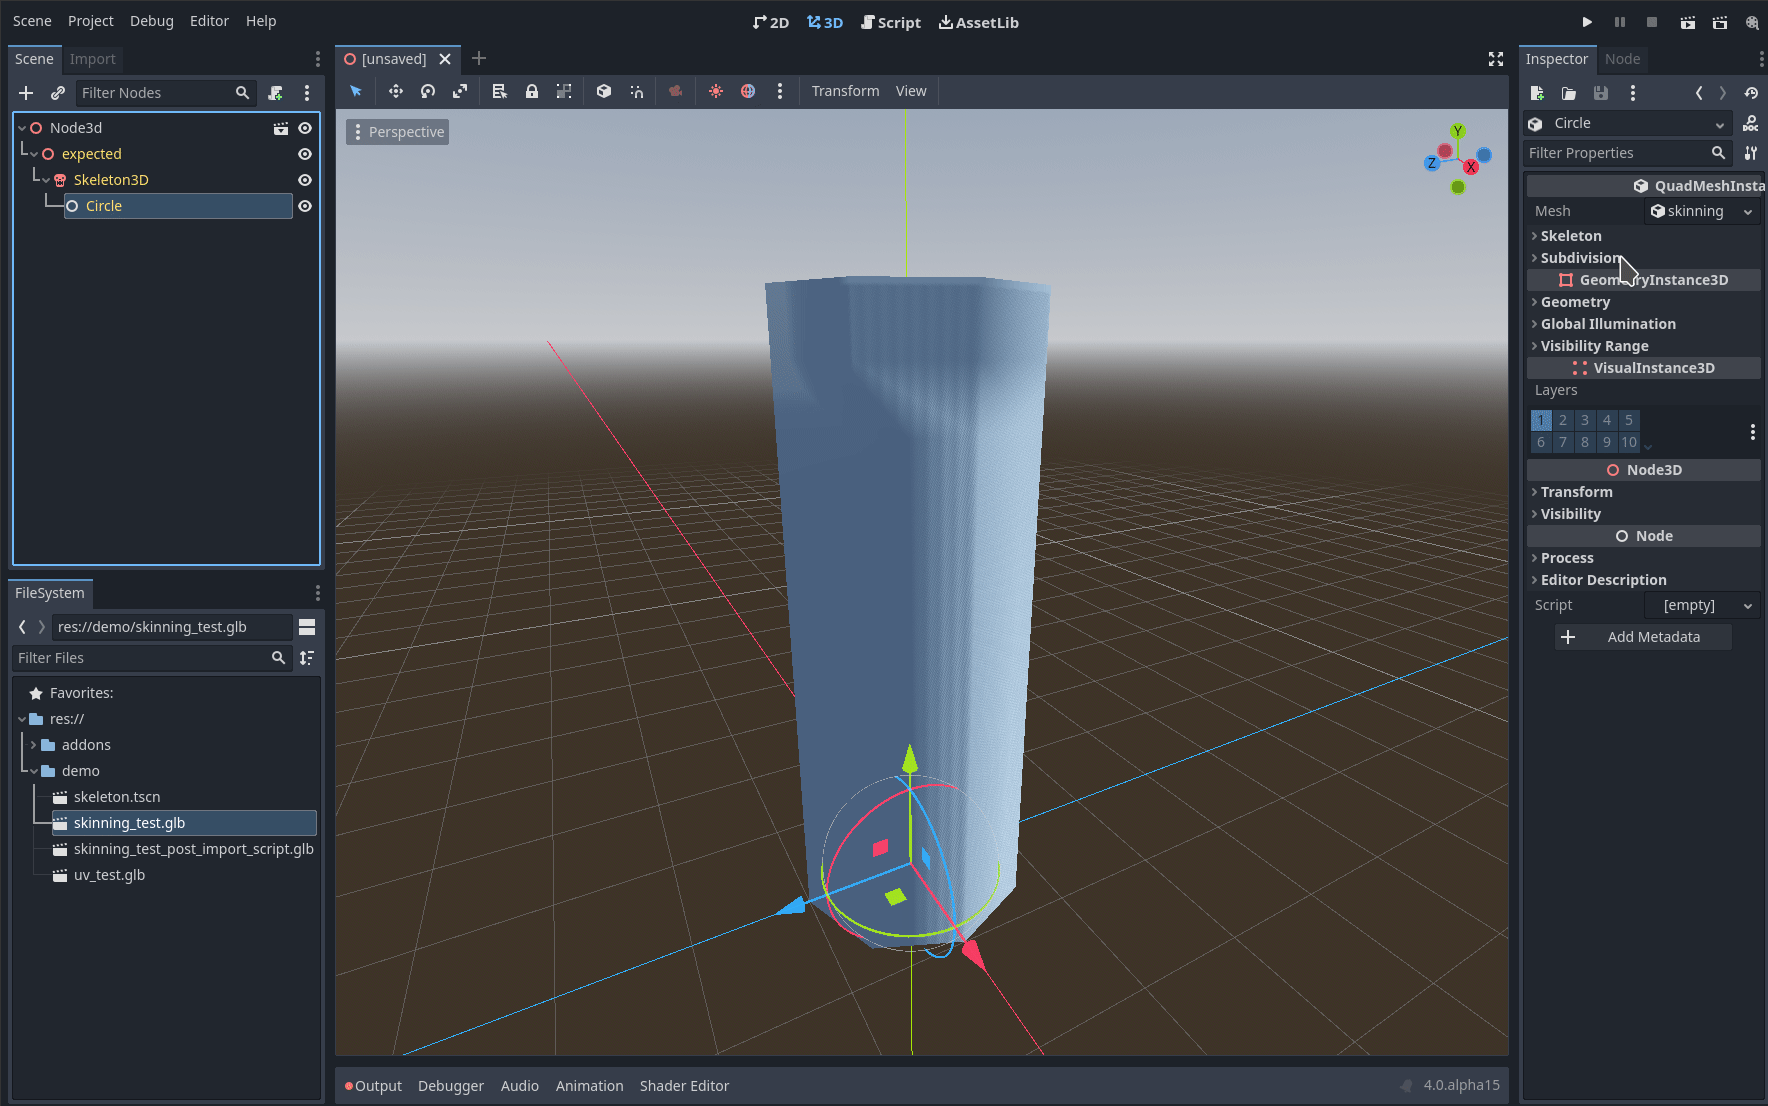 Scene Project Debug Editor Help
2D 3D Script AssetLib
Scene Import
Filter Nodes
Node3d
expected
Skeleton3D
Circle
FileSystem
res://demo/skinning_test.glb
Filter Files
Favorites:
res://
addons
demo
skeleton.tscn
skinning_test.glb
skinning_test_post_import_script.glb
uv_test.glb
[unsaved]
Transform View
Perspective
Y
Z
X
Output Debugger Audio Animation Shader Editor
4.0.alpha15
Inspector Node
Circle
DOC
Filter Properties
QuadMeshInsta
Mesh skinning
Skeleton
Subdivision
GeometryInstance3D
Geometry
Global Illumination
Visibility Range
VisualInstance3D
Layers
1 2 3 4 5
6 7 8 9 10
Node3D
Transform
Visibility
Node
Process
Editor Description
Script [empty]
Add Metadata